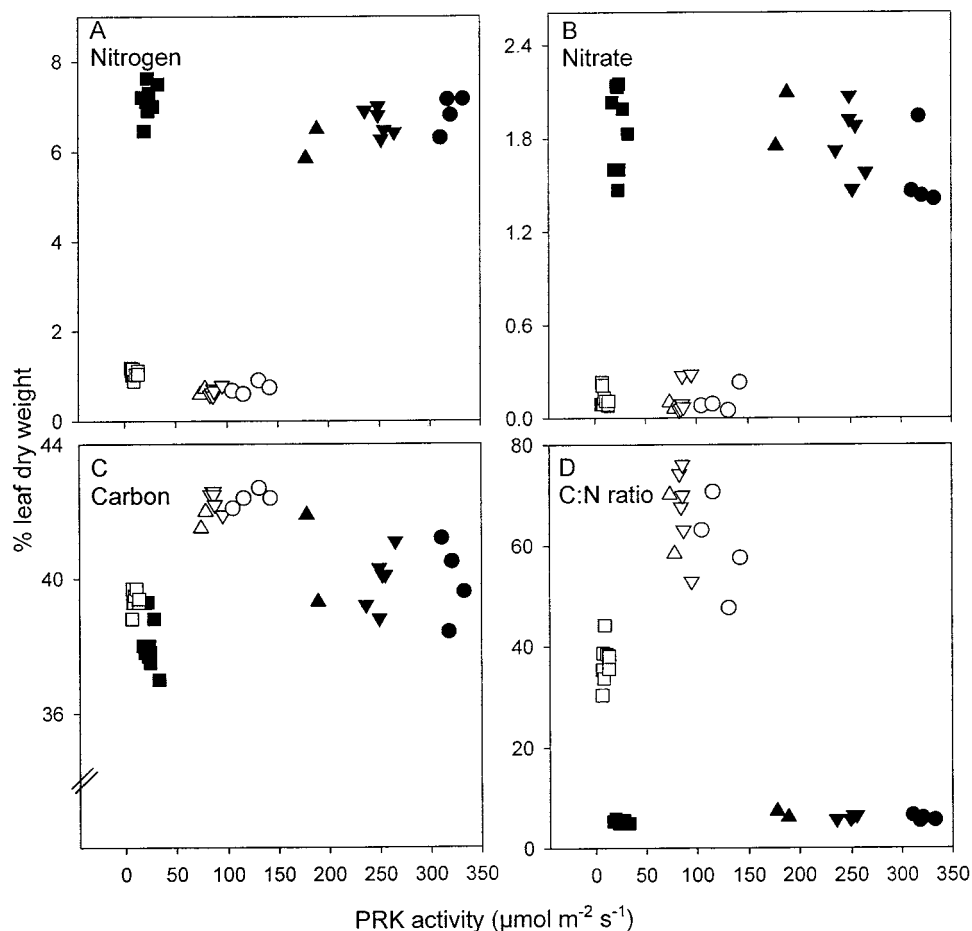 A
Nitrogen
8
6
4
2
0
B
Nitrate
2.4
1.8
1.2
0.6
0.0
% leaf dry weight
C
Carbon
44
40
36
0 50 100 150 200 250 300 350
D
C:N ratio
80
60
40
20
0
0 50 100 150 200 250 300 350
PRK activity (µmol m⁻² s⁻¹)